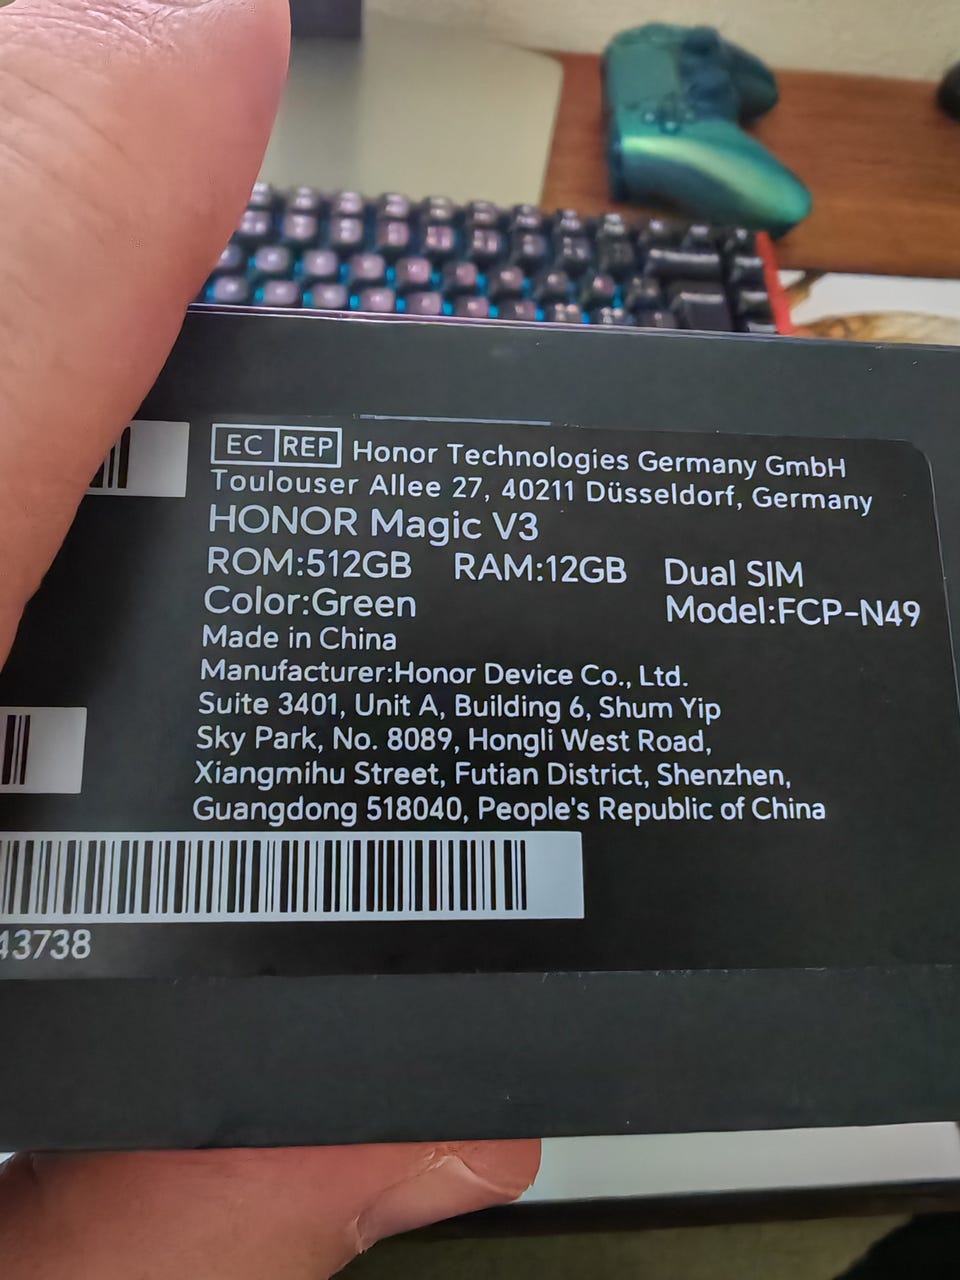 EC REP Honor Technologies Germany GmbH
Toulouser Allee 27, 40211 Düsseldorf, Germany
HONOR Magic V3
ROM:512GB RAM:12GB Dual SIM
Color:Green Model:FCP-N49
Made in China
Manufacturer:Honor Device Co., Ltd.
Suite 3401, Unit A, Building 6, Shum Yip
Sky Park, No. 8089, Hongli West Road,
Xiangmihu Street, Futian District, Shenzhen,
Guangdong 518040, People's Republic of China
43738